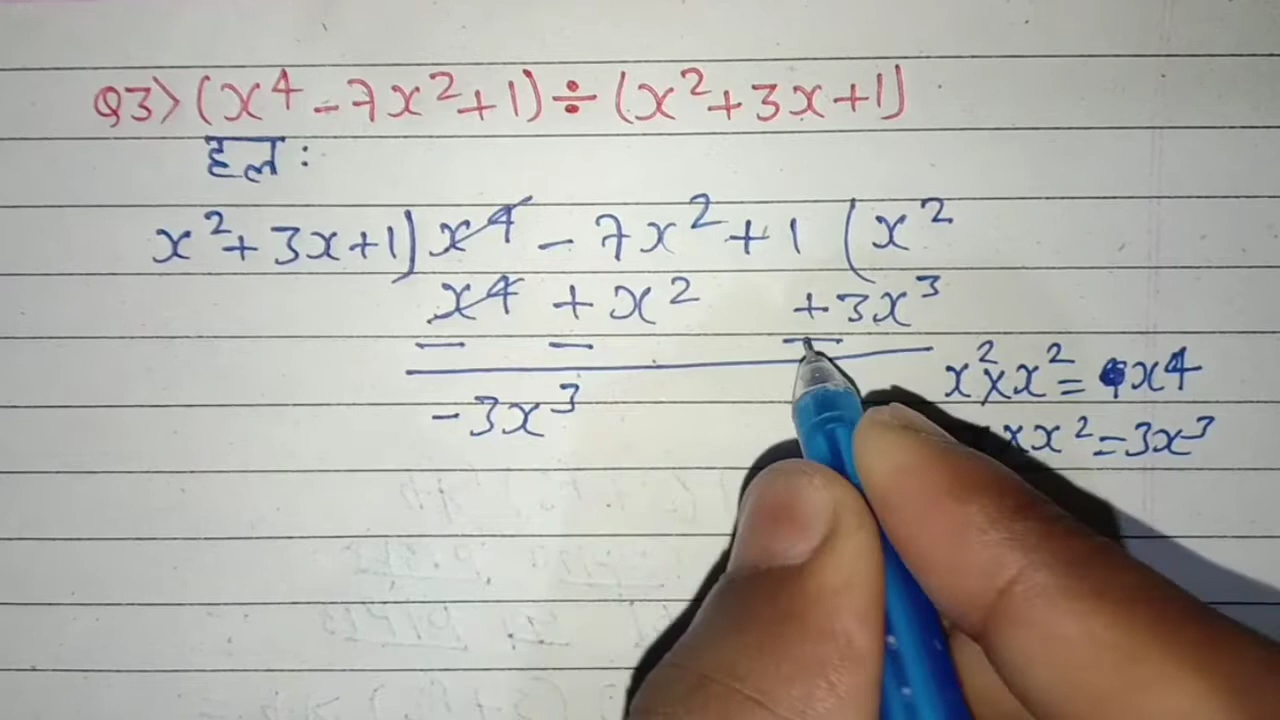 Q3> (x⁴ - 7x² + 1) ÷ (x² + 3x + 1)
हल :
x² + 3x + 1) x⁴ - 7x² + 1 (x²
x⁴ + x² + 3x³
— — —
- 3x³
x² × x² = x⁴
× x² = 3x³